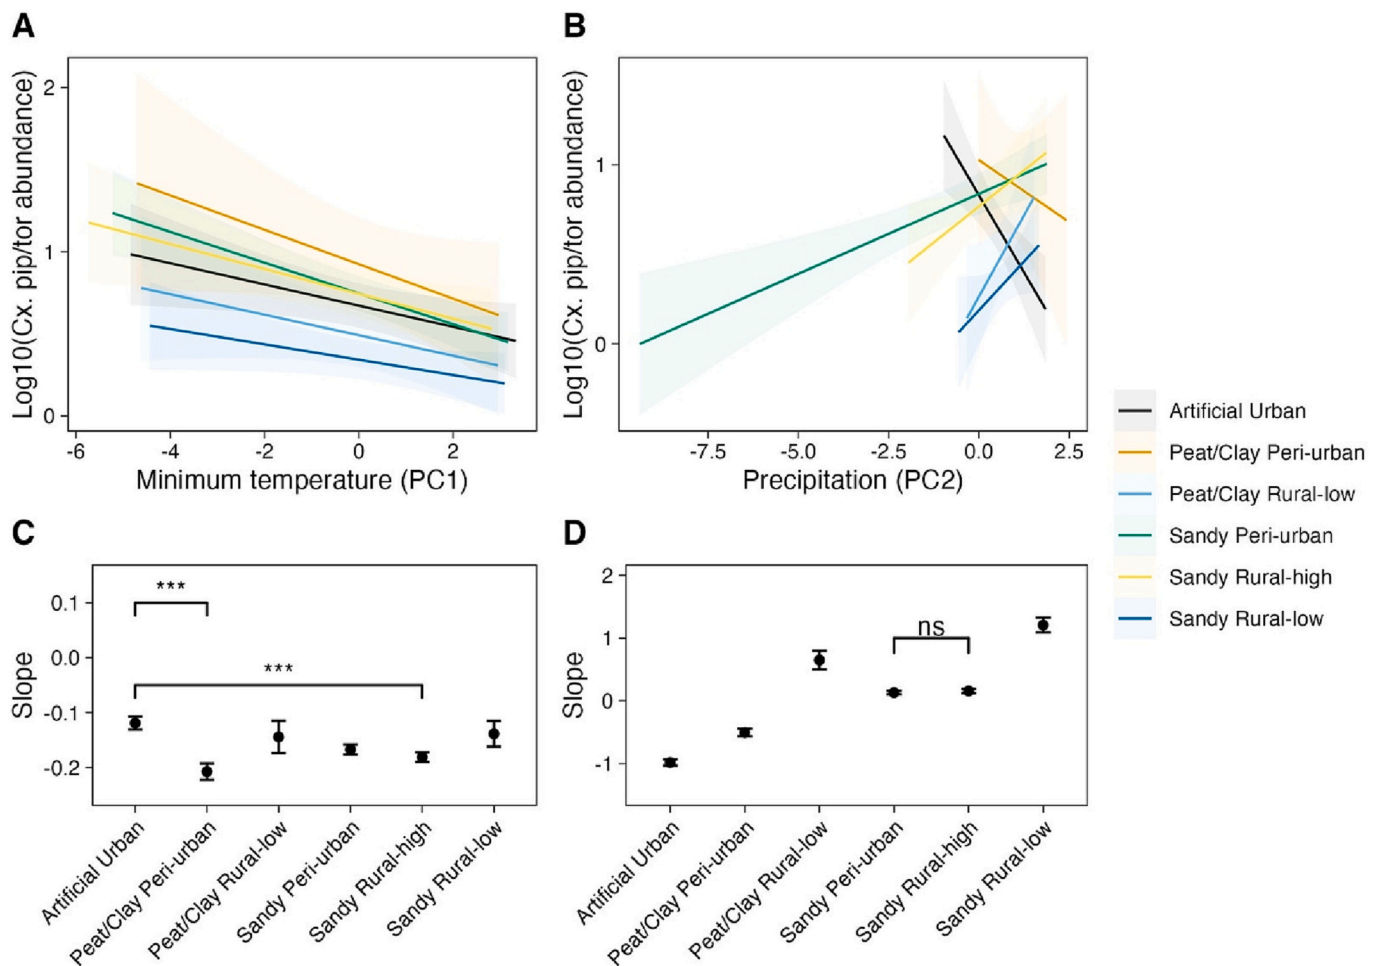 A
B
Log10(Cx. pip/tor abundance)
2
1
0
-6
-4
-2
0
2
Minimum temperature (PC1)
Log10(Cx. pip/tor abundance)
1
0
-7.5
-5.0
-2.5
0.0
2.5
Precipitation (PC2)
Artificial Urban
Peat/Clay Peri-urban
Peat/Clay Rural-low
Sandy Peri-urban
Sandy Rural-high
Sandy Rural-low
C
D
Slope
0.1
0.0
-0.1
-0.2
***
***
Artificial Urban
Peat/Clay Peri-urban
Peat/Clay Rural-low
Sandy Peri-urban
Sandy Rural-high
Sandy Rural-low
Slope
2
1
0
-1
ns
Artificial Urban
Peat/Clay Peri-urban
Peat/Clay Rural-low
Sandy Peri-urban
Sandy Rural-high
Sandy Rural-low